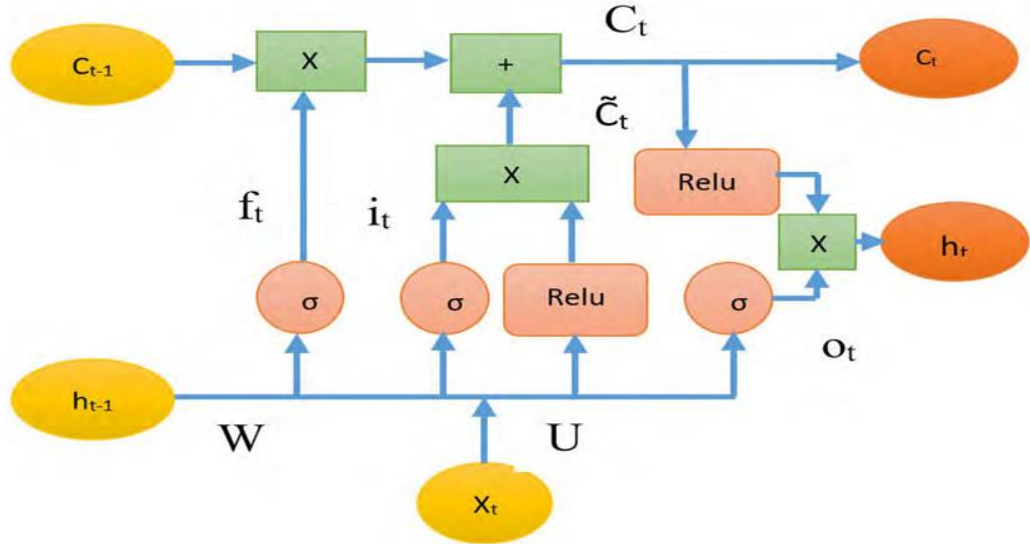 Cₜ
Cₜ₋₁
X
+
Cₜ
C̃ₜ
X
Relu
fₜ
iₜ
X
hₜ
σ
σ
Relu
σ
oₜ
hₜ₋₁
W
U
Xₜ